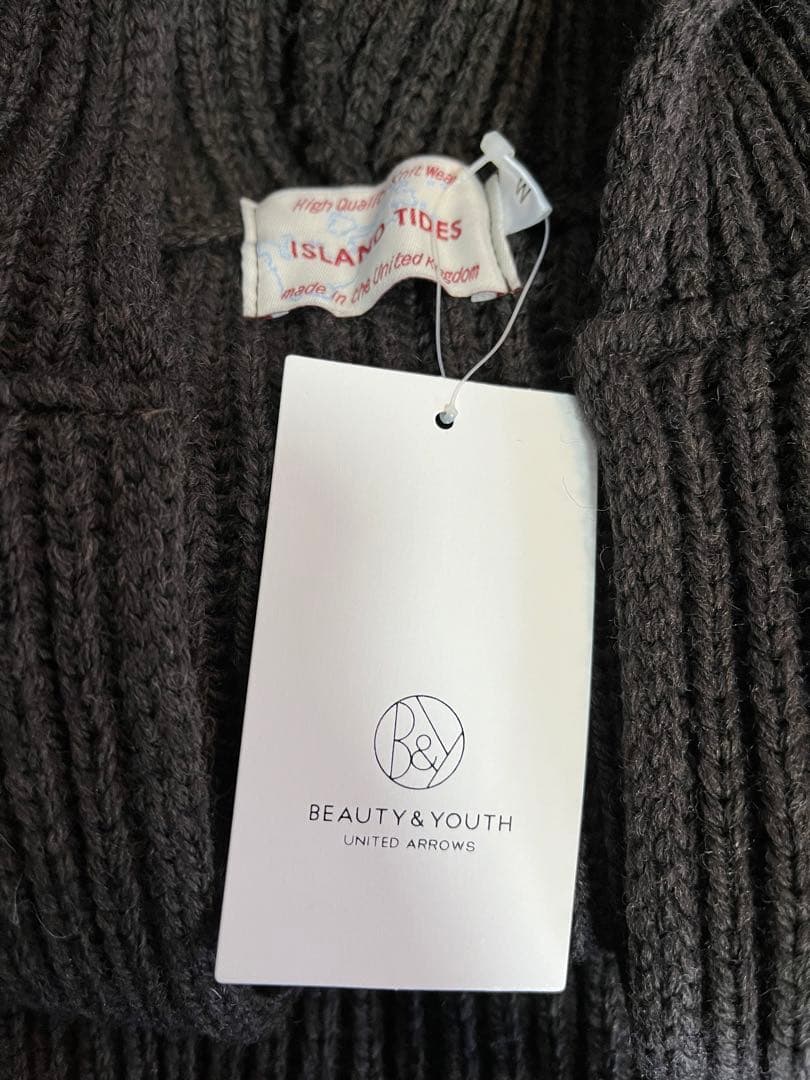 High Quality Knit Wear
ISLAND TIDES
made in the United Kingdom
W
B&Y
BEAUTY & YOUTH
UNITED ARROWS